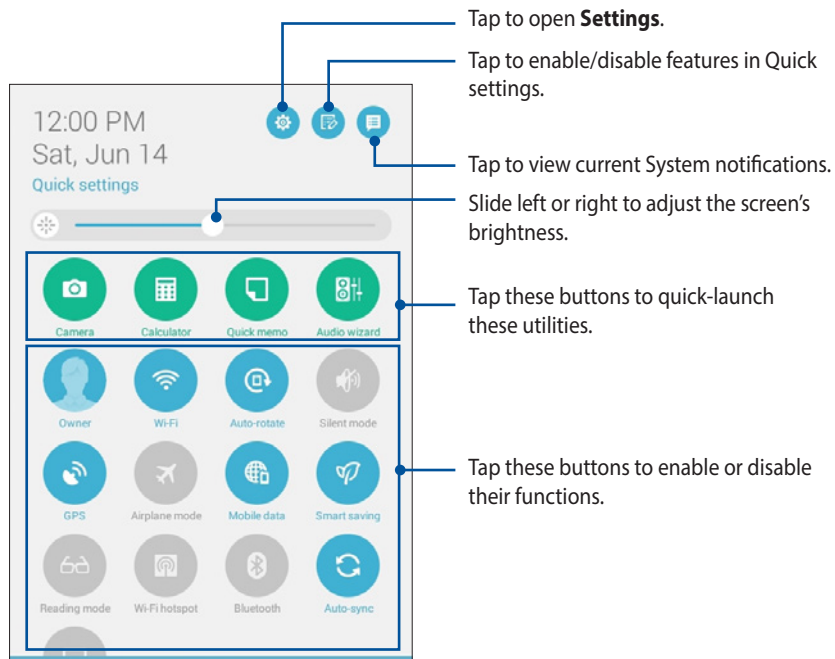 Tap to open Settings.
Tap to enable/disable features in Quick
settings.
12:00 PM
Sat, Jun 14
Quick settings
Tap to view current System notifications.
Slide left or right to adjust the screen's
brightness.
Camera Calculator Quick memo Audio wizard
Tap these buttons to quick-launch
these utilities.
Owner Wi-Fi Auto-rotate Silent mode
GPS Airplane mode Mobile data Smart saving
Tap these buttons to enable or disable
their functions.
Reading mode Wi-Fi hotspot Bluetooth Auto-sync